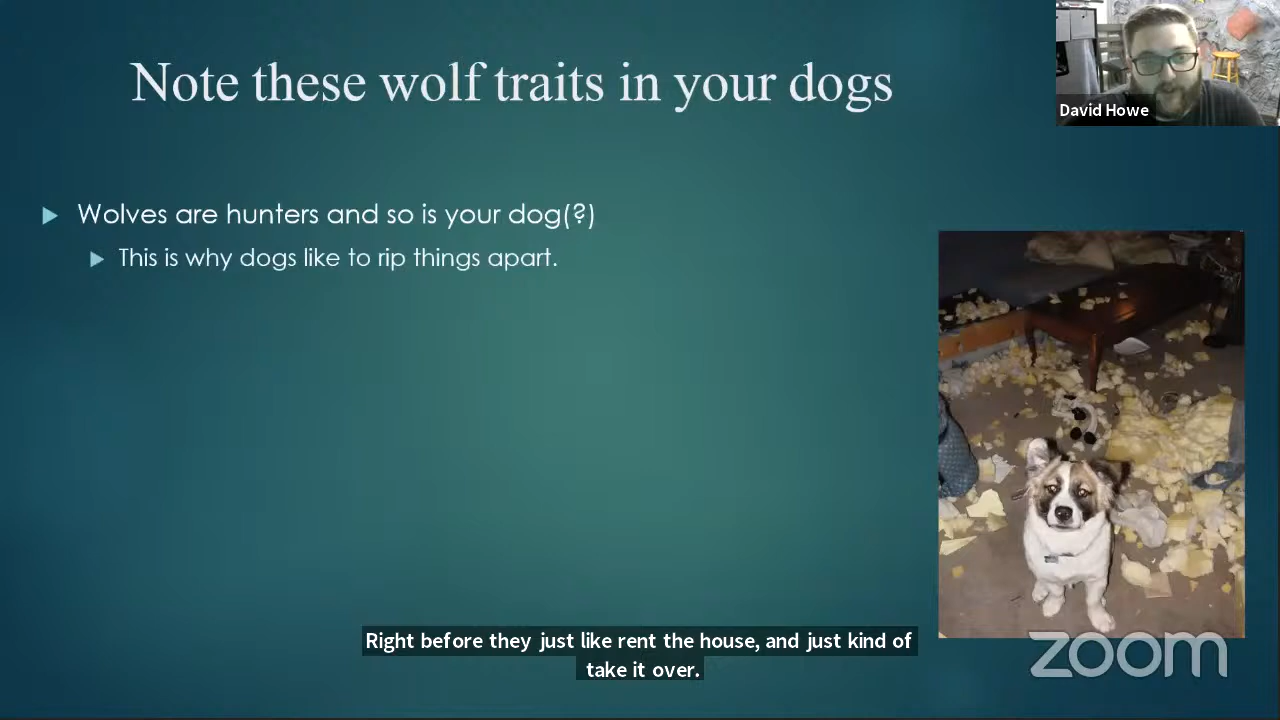 Note these wolf traits in your dogs
David Howe
Wolves are hunters and so is your dog(?)
This is why dogs like to rip things apart.
Right before they just like rent the house, and just kind of
take it over.
zoom